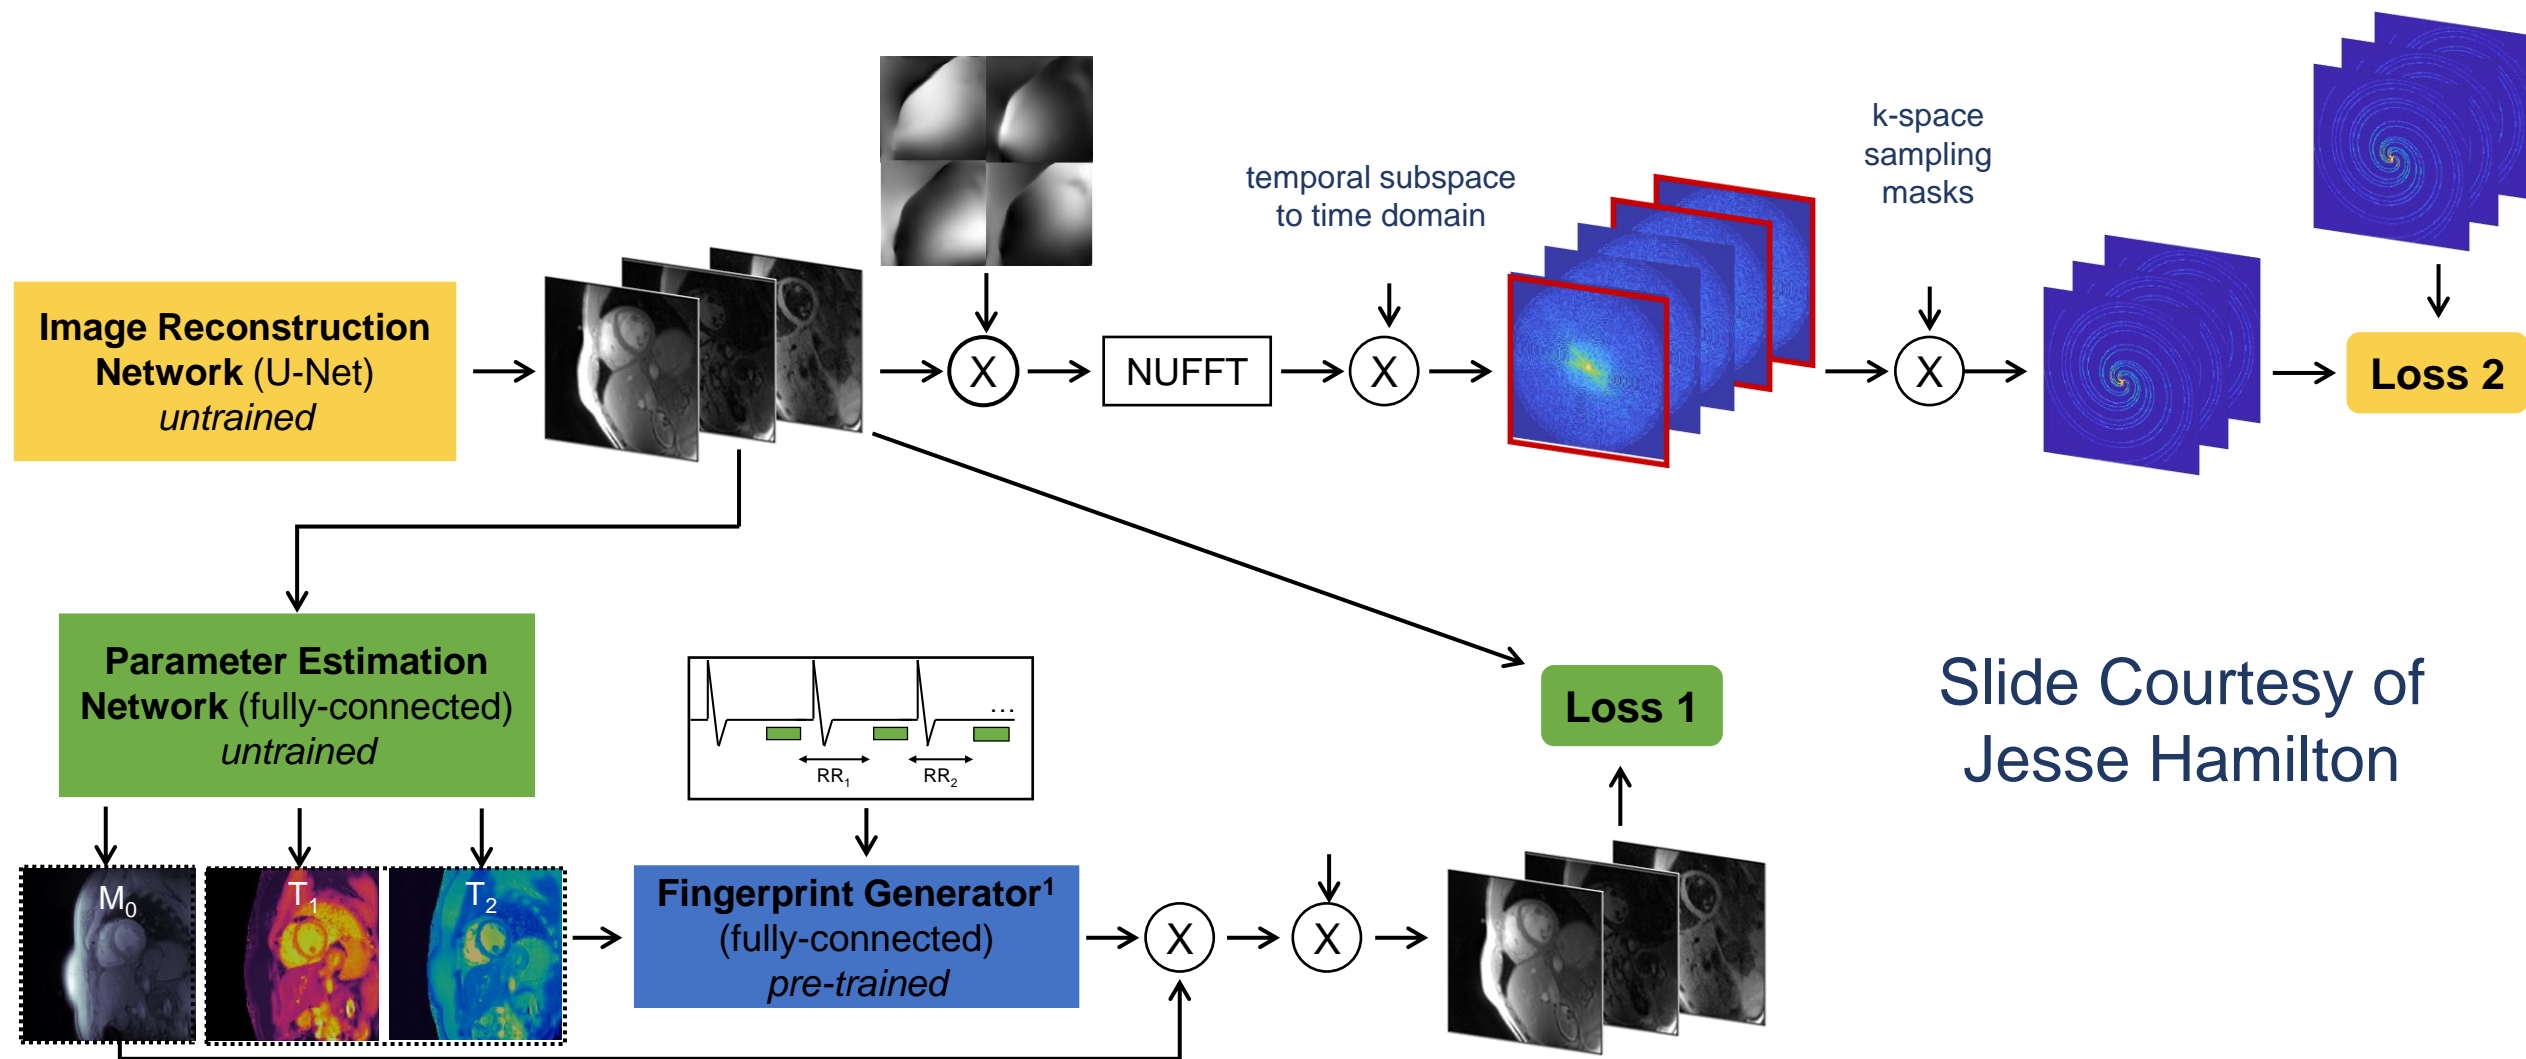 k-space
sampling
masks
temporal subspace
to time domain
Image Reconstruction
Network (U-Net)
untrained
X
NUFFT
X
X
Loss 2
Parameter Estimation
Network (fully-connected)
untrained
...
RR1
RR2
Loss 1
Slide Courtesy of
Jesse Hamilton
M0
T1
T2
Fingerprint Generator1
(fully-connected)
pre-trained
X
X